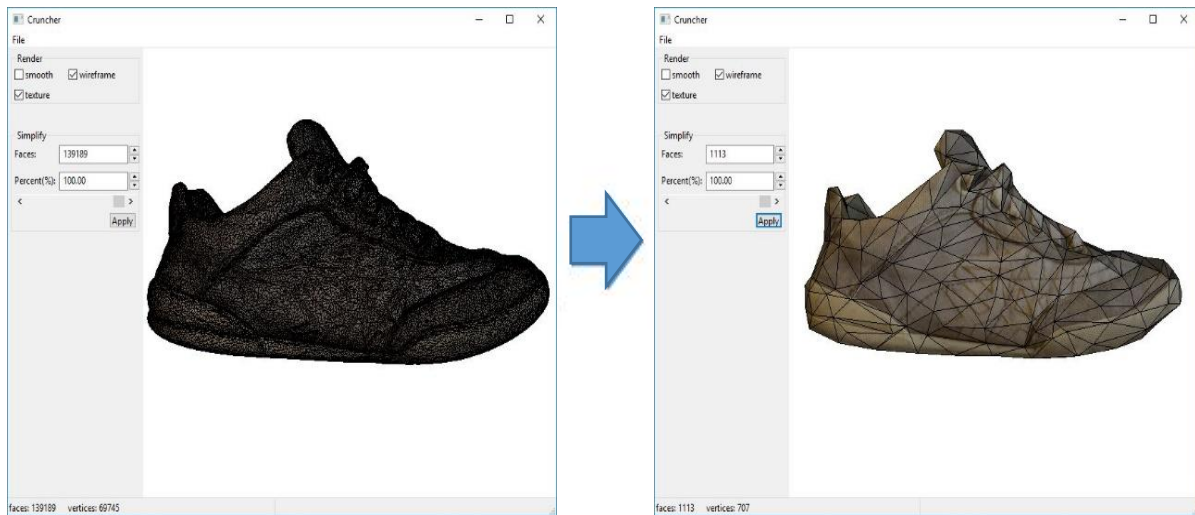 Cruncher
File
Render
smooth wireframe
texture
Simplify
Faces: 139189
Percent(%): 100.00
< >
Apply
faces: 139189 vertices: 69745
Cruncher
File
Render
smooth wireframe
texture
Simplify
Faces: 1113
Percent(%): 100.00
< >
Apply
faces: 1113 vertices: 707